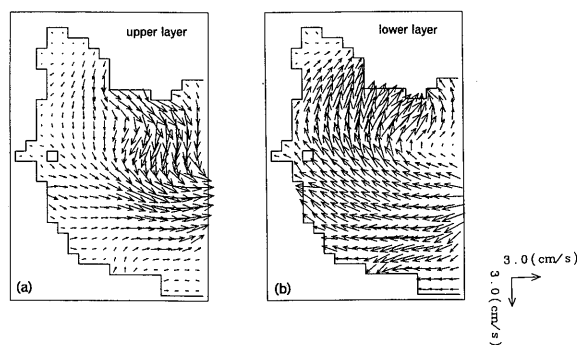 upper layer
lower layer
(a)
(b)
3.0(cm/s)
3.0(cm/s)